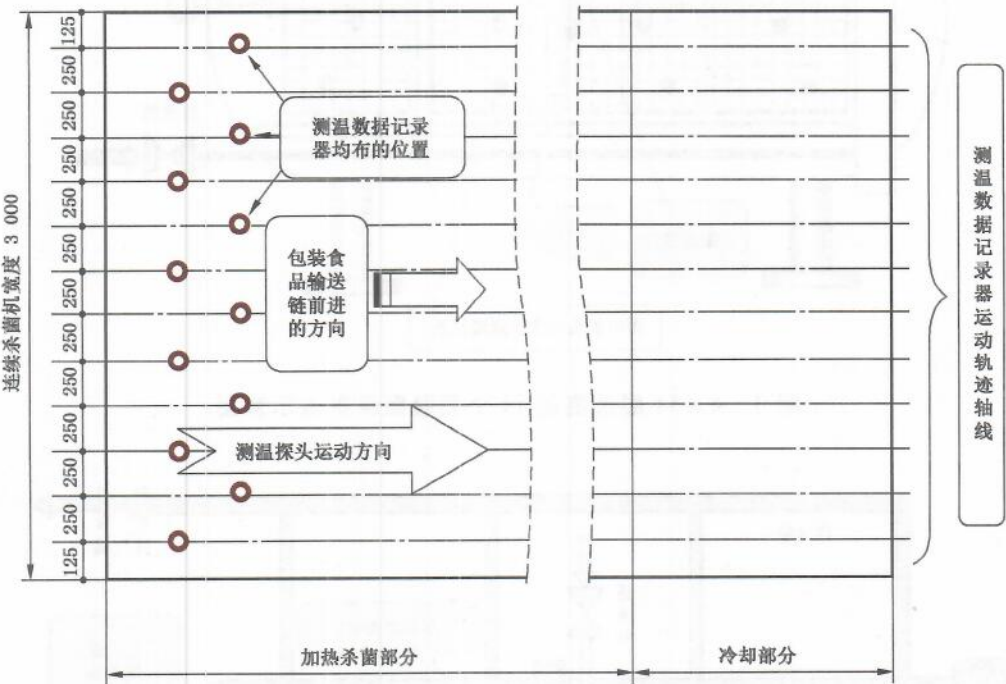 125
250
250
250
250
250
250
250
250
250
250
250
125
连续杀菌机宽度 3 000
测温数据记录
器均布的位置
包装食
品输送
链前进
的方向
测温探头运动方向
测温数据记录器运动轨迹轴线
加热杀菌部分
冷却部分